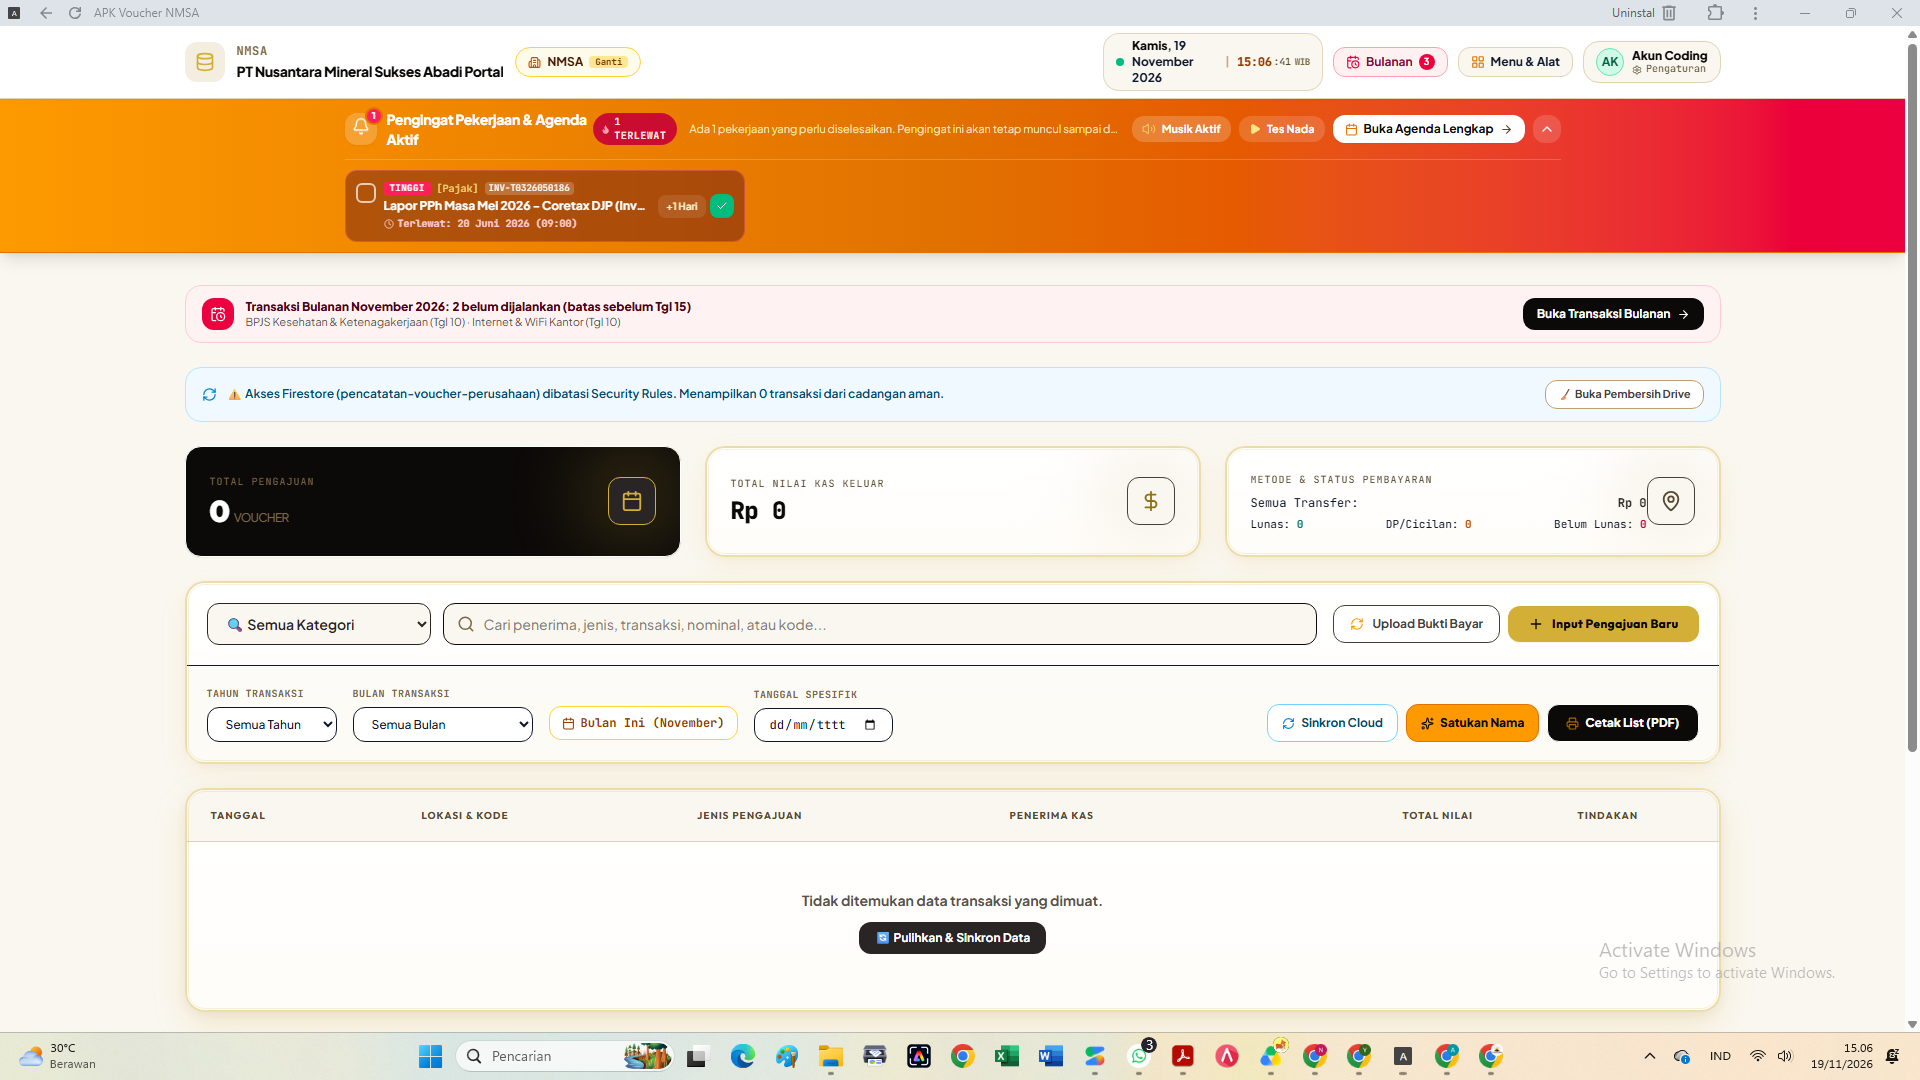 APK Voucher NMSA
Uninstal
NMSA
PT Nusantara Mineral Sukses Abadi Portal
NMSA Ganti
Kamis, 19 November 2026 | 15:06:41 WIB
Bulanan 3
Menu & Alat
AK Akun Coding
Pengaturan
1
Pengingat Pekerjaan & Agenda Aktif
1 TERLEWAT
Ada 1 pekerjaan yang perlu diselesaikan. Pengingat ini akan tetap muncul sampai d...
Musik Aktif
Tes Nada
Buka Agenda Lengkap →
TINGGI [Pajak] INV-T0326050186
Lapor PPh Masa Mei 2026 - Coretax DJP (Inv...
+1 Hari
Terlewat: 20 Juni 2026 (09:00)
Transaksi Bulanan November 2026: 2 belum dijalankan (batas sebelum Tgl 15)
BPJS Kesehatan & Ketenagakerjaan (Tgl 10) · Internet & WiFi Kantor (Tgl 10)
Buka Transaksi Bulanan →
⚠️ Akses Firestore (pencatatan-voucher-perusahaan) dibatasi Security Rules. Menampilkan 0 transaksi dari cadangan aman.
Buka Pembersih Drive
TOTAL PENGAJUAN
0 VOUCHER
TOTAL NILAI KAS KELUAR
Rp 0
METODE & STATUS PEMBAYARAN
Semua Transfer: Rp 0
Lunas: 0 DP/Cicilan: 0 Belum Lunas: 0
Semua Kategori
Cari penerima, jenis, transaksi, nominal, atau kode...
Upload Bukti Bayar
+ Input Pengajuan Baru
TAHUN TRANSAKSI
Semua Tahun
BULAN TRANSAKSI
Semua Bulan
Bulan Ini (November)
TANGGAL SPESIFIK
dd/mm/tttt
Sinkron Cloud
Satukan Nama
Cetak List (PDF)
TANGGAL LOKASI & KODE JENIS PENGAJUAN PENERIMA KAS TOTAL NILAI TINDAKAN
Tidak ditemukan data transaksi yang dimuat.
Pulihkan & Sinkron Data
Activate Windows
Go to Settings to activate Windows.
30°C
Berawan
Pencarian
3
IND
15.06
19/11/2026